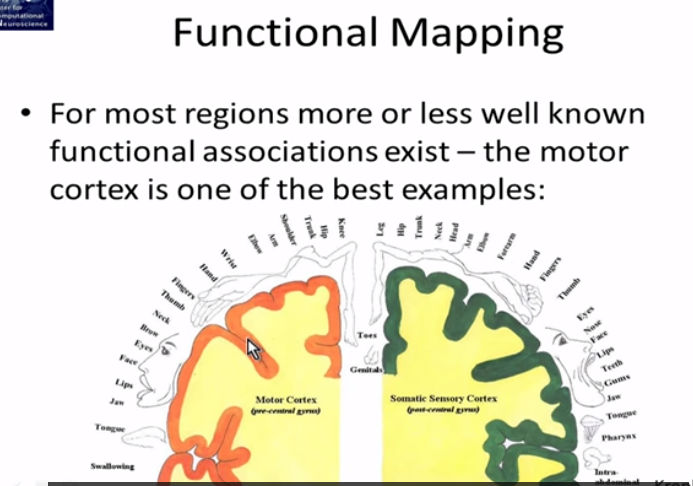 mputational
Neuroscience
Functional Mapping
• For most regions more or less well known
functional associations exist – the motor
cortex is one of the best examples:
Knee
Hip
Trunk
Shoulder
Arm
Elbow
Wrist
Hand
Fingers
Thumb
Neck
Brow
Eyes
Face
Lips
Jaw
Tongue
Swallowing
Motor Cortex
(pre-central gyrus)
Toes
Genitals
Leg
Hip
Trunk
Neck
Head
Arm
Elbow
Forearm
Hand
Fingers
Thumb
Eyes
Nose
Face
Lips
Teeth
Gums
Jaw
Tongue
Pharynx
Intra-
abdominal
Somatic Sensory Cortex
(post-central gyrus)